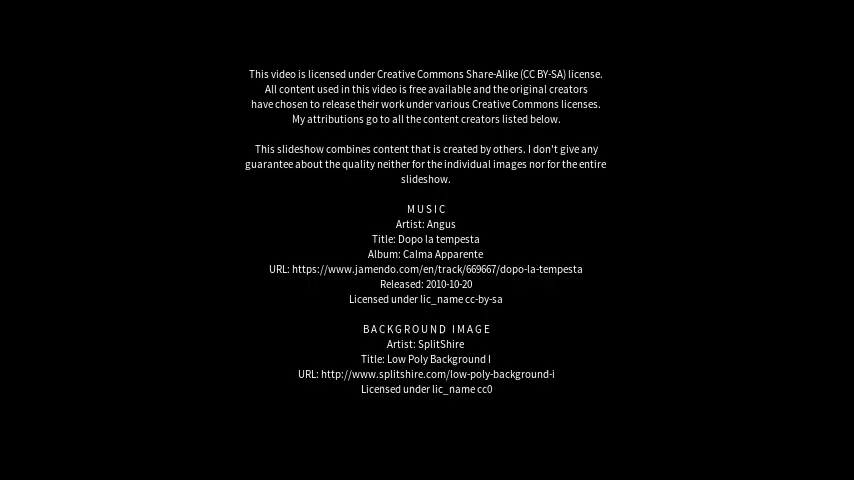 This video is licensed under Creative Commons Share-Alike (CC BY-SA) license.
All content used in this video is free available and the original creators
have chosen to release their work under various Creative Commons licenses.
My attributions go to all the content creators listed below.
This slideshow combines content that is created by others. I don't give any
guarantee about the quality neither for the individual images nor for the entire
slideshow.
MUSIC
Artist: Angus
Title: Dopo la tempesta
Album: Calma Apparente
URL: https://www.jamendo.com/en/track/669667/dopo-la-tempesta
Released: 2010-10-20
Licensed under lic_name cc-by-sa
BACKGROUND IMAGE
Artist: SplitShire
Title: Low Poly Background I
URL: http://www.splitshire.com/low-poly-background-i
Licensed under lic_name cc0